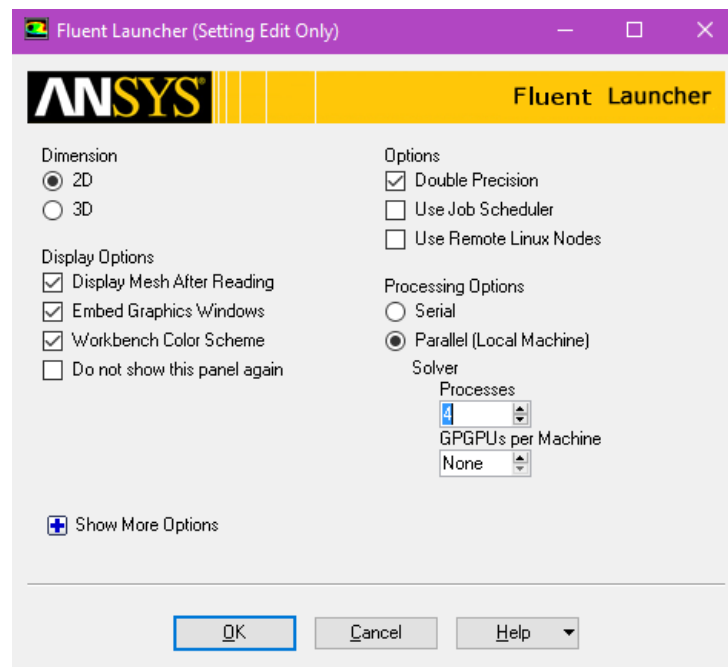 Fluent Launcher (Setting Edit Only)
ANSYS®
Fluent Launcher
Dimension
2D
3D
Display Options
Display Mesh After Reading
Embed Graphics Windows
Workbench Color Scheme
Do not show this panel again
Options
Double Precision
Use Job Scheduler
Use Remote Linux Nodes
Processing Options
Serial
Parallel (Local Machine)
Solver
Processes
4
GPGPUs per Machine
None
Show More Options
OK Cancel Help